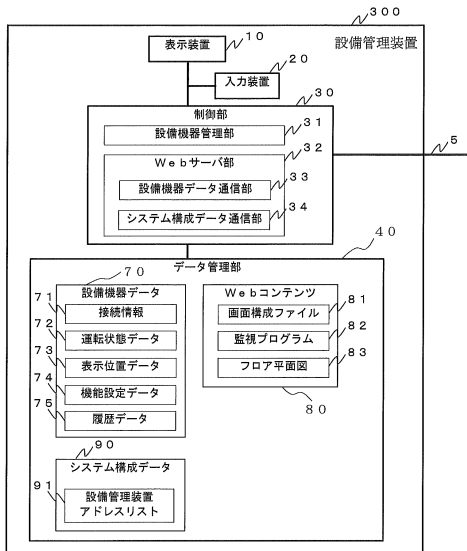 300
設備管理装置
表示装置
10
入力装置
20
制御部
30
設備機器管理部
31
Webサーバ部
32
設備機器データ通信部
33
システム構成データ通信部
34
5
データ管理部
40
70
設備機器データ
71
接続情報
72
運転状態データ
73
表示位置データ
74
機能設定データ
75
履歴データ
Webコンテンツ
画面構成ファイル
81
監視プログラム
82
フロア平面図
83
80
90
システム構成データ
91
設備管理装置
アドレスリスト